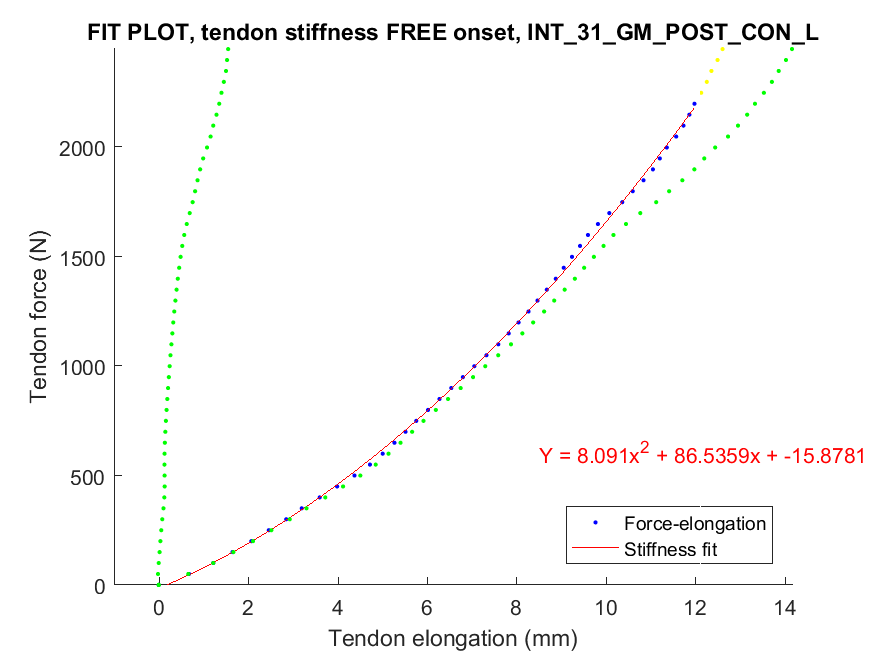 FIT PLOT, tendon stiffness FREE onset, INT_31_GM_POST_CON_L
2000
1500
1000
500
0
Tendon force (N)
Y = 8.091x² + 86.5359x + -15.8781
Force-elongation
Stiffness fit
0 2 4 6 8 10 12 14
Tendon elongation (mm)